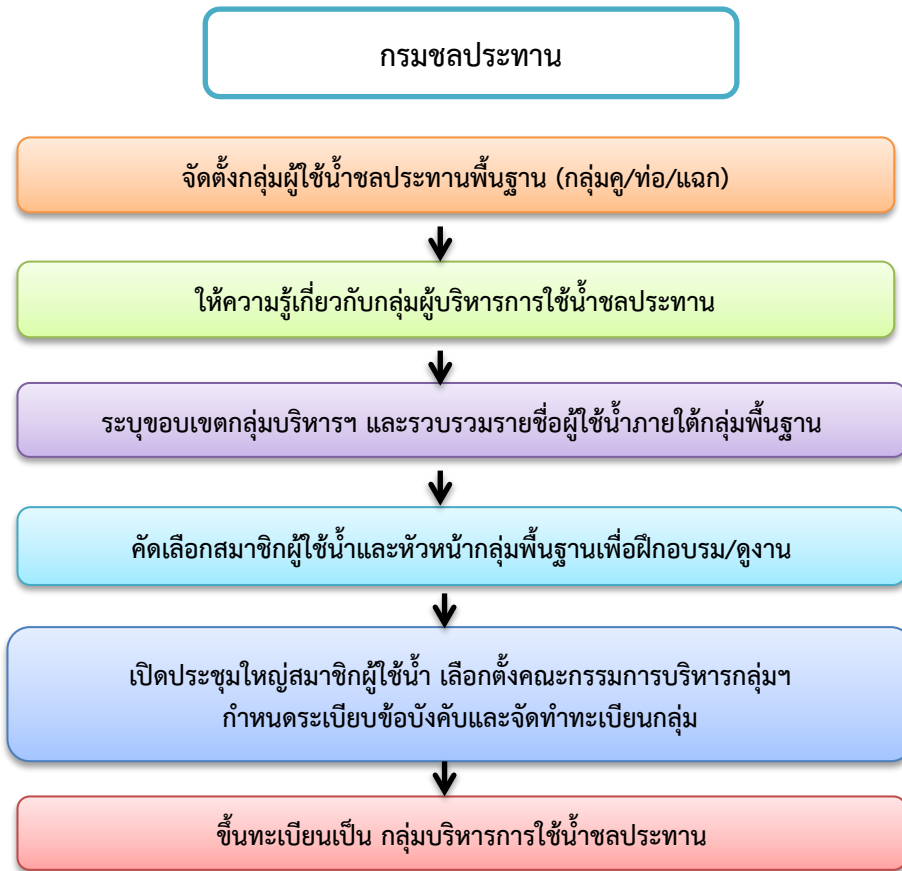 กรมชลประทาน
จัดตั้งกลุ่มผู้ใช้น้ำชลประทานพื้นฐาน (กลุ่มคู/ท่อ/แฉก)
ให้ความรู้เกี่ยวกับกลุ่มผู้บริหารการใช้น้ำชลประทาน
ระบุขอบเขตกลุ่มบริหารฯ และรวบรวมรายชื่อผู้ใช้น้ำภายใต้กลุ่มพื้นฐาน
คัดเลือกสมาชิกผู้ใช้น้ำและหัวหน้ากลุ่มพื้นฐานเพื่อฝึกอบรม/ดูงาน
เปิดประชุมใหญ่สมาชิกผู้ใช้น้ำ เลือกตั้งคณะกรรมการบริหารกลุ่มฯ
กำหนดระเบียบข้อบังคับและจัดทำทะเบียนกลุ่ม
ขึ้นทะเบียนเป็น กลุ่มบริหารการใช้น้ำชลประทาน